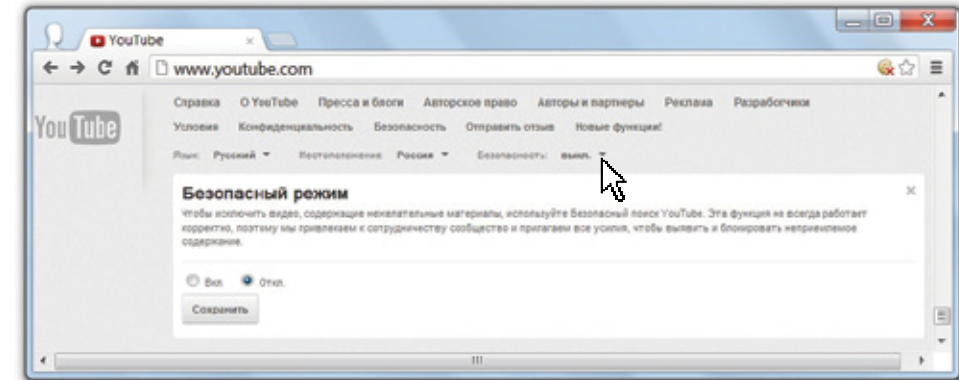 YouTube
www.youtube.com
Справка О YouTube Пресса и блоги Авторское право Авторы и партнеры Реклама Разработчики
YouTube
Условия Конфиденциальность Безопасность Отправить отзыв Новые функции!
Язык: Русский Местоположение: Россия Безопасность: выкл.
Безопасный режим
Чтобы исключить видео, содержащие нежелательные материалы, используйте Безопасный поиск YouTube. Эта функция не всегда работает
корректно, поэтому мы привлекаем к сотрудничеству сообщество и прилагаем все усилия, чтобы выявить и блокировать неприемлемое
содержание.
Вкл. Откл.
Сохранить